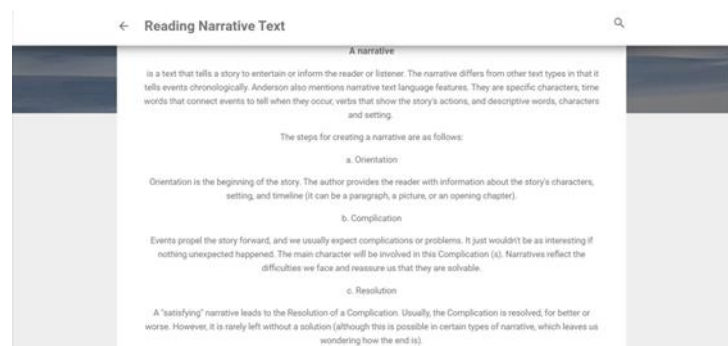 ← Reading Narrative Text
A narrative
is a text that tells a story to entertain or inform the reader or listener. The narrative differs from other text types in that it
tells events chronologically. Anderson also mentions narrative text language features. They are specific characters, time
words that connect events to tell when they occur, verbs that show the story's actions, and descriptive words, characters
and setting.
The steps for creating a narrative are as follows:
a. Orientation
Orientation is the beginning of the story. The author provides the reader with information about the story's characters,
setting, and timeline (it can be a paragraph, a picture, or an opening chapter).
b. Complication
Events propel the story forward, and we usually expect complications or problems. It just wouldn't be as interesting if
nothing unexpected happened. The main character will be involved in this Complication (s). Narratives reflect the
difficulties we face and reassure us that they are solvable.
c. Resolution
A "satisfying" narrative leads to the Resolution of a Complication. Usually, the Complication is resolved, for better or
worse. However, it is rarely left without a solution (although this is possible in certain types of narrative, which leaves us
wondering how the end is).